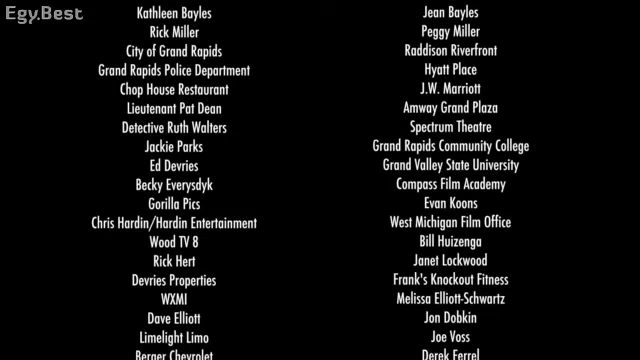 Egy.Best
Kathleen Bayles
Rick Miller
City of Grand Rapids
Grand Rapids Police Department
Chop House Restaurant
Lieutenant Pat Dean
Detective Ruth Walters
Jackie Parks
Ed Devries
Becky Everysdyk
Gorilla Pics
Chris Hardin/Hardin Entertainment
Wood TV 8
Rick Hert
Devries Properties
WXMI
Dave Elliott
Limelight Limo
Berger Chevrolet
Jean Bayles
Peggy Miller
Raddison Riverfront
Hyatt Place
J.W. Marriott
Amway Grand Plaza
Spectrum Theatre
Grand Rapids Community College
Grand Valley State University
Compass Film Academy
Evan Koons
West Michigan Film Office
Bill Huizenga
Janet Lockwood
Frank's Knockout Fitness
Melissa Elliott-Schwartz
Jon Dobkin
Joe Voss
Derek Ferrel